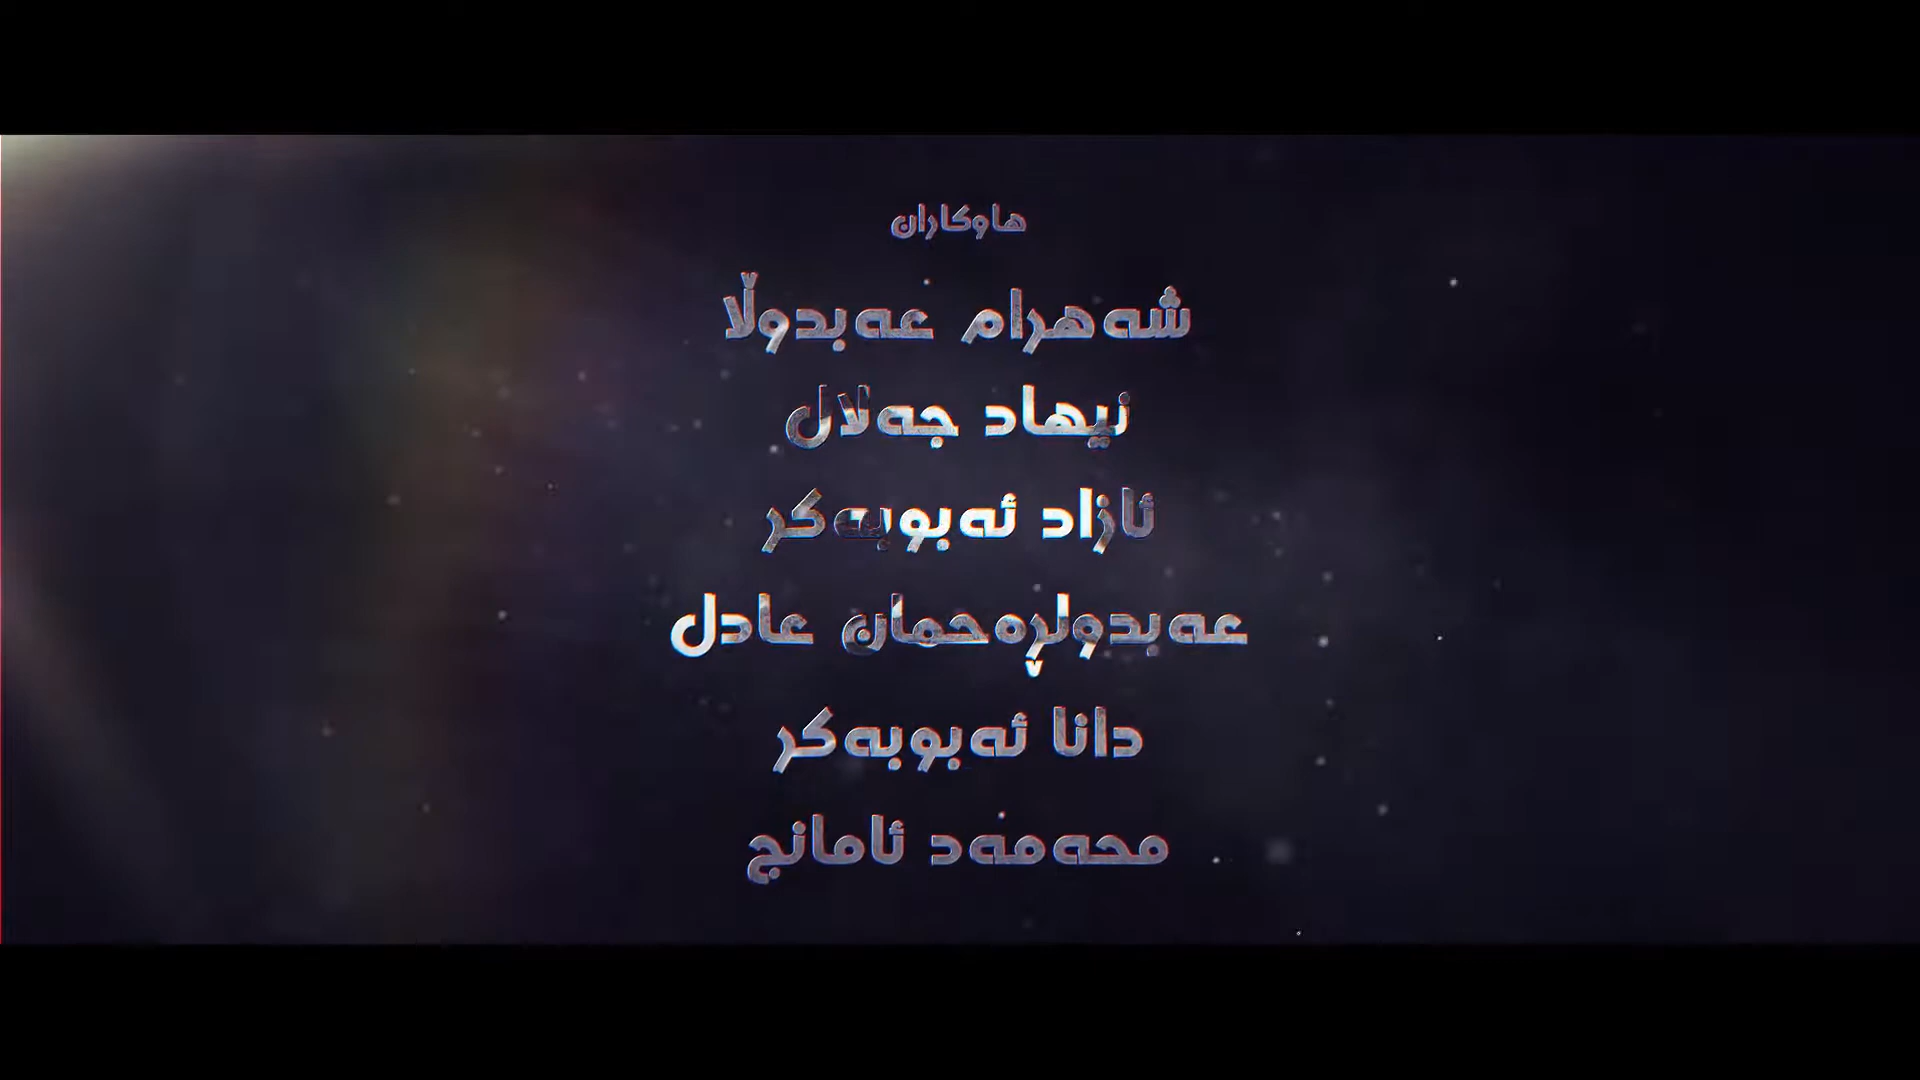 هاوکاران
شەهرام عەبدوڵا
نیهاد جەلال
ئازاد ئەبوبەکر
عەبدولڕەحمان عادل
دانا ئەبوبەکر
محەمەد ئامانج